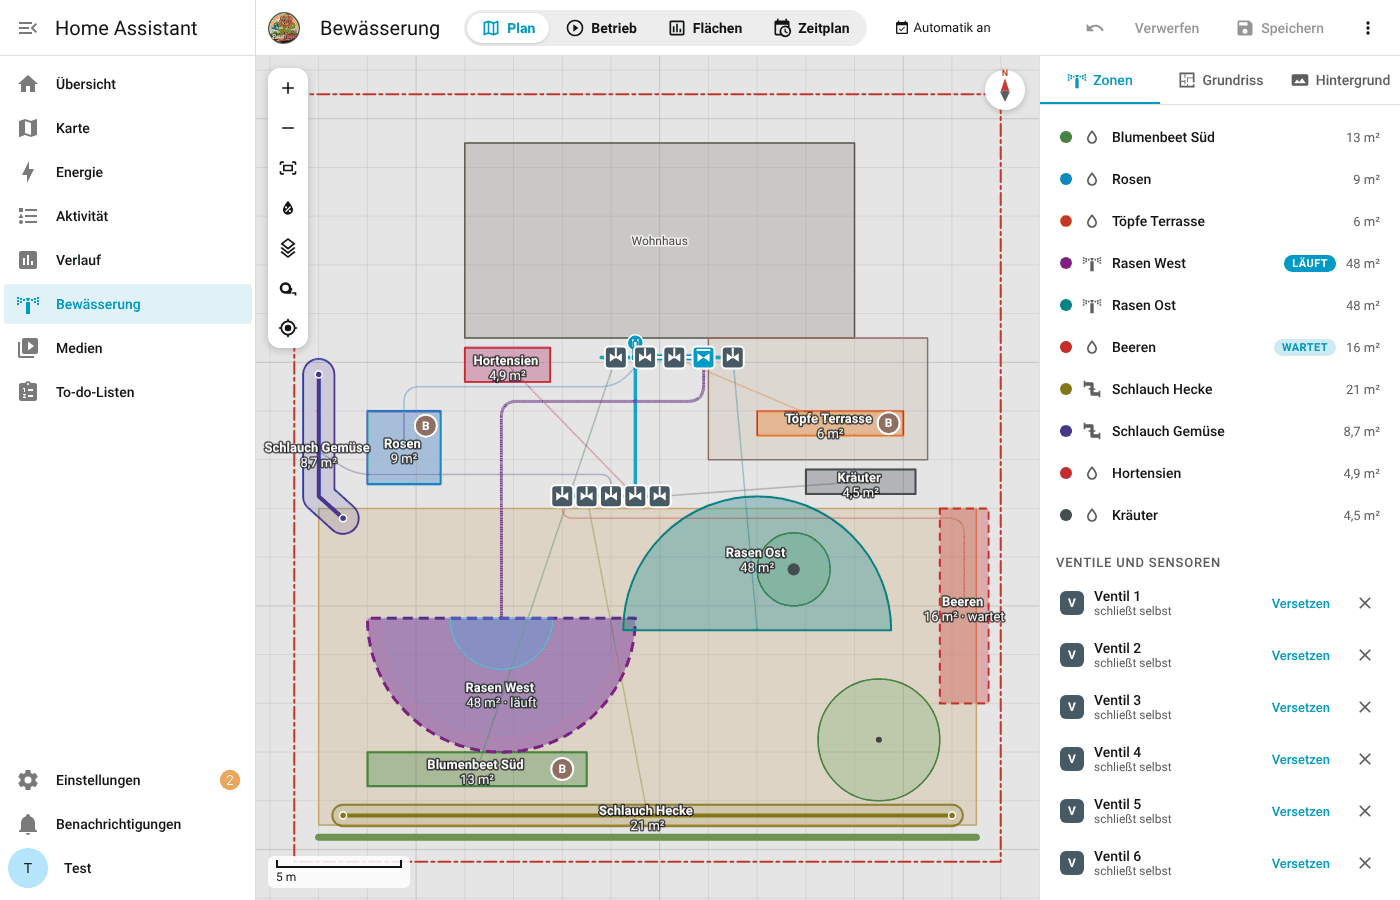 Home Assistant
Übersicht
Karte
Energie
Aktivität
Verlauf
Bewässerung
Medien
To-do-Listen
Einstellungen
2
Benachrichtigungen
T
Test
Bewässerung
Plan
Betrieb
Flächen
Zeitplan
Automatik an
Verwerfen
Speichern
N
Wohnhaus
Hortensien
4,9 m²
Schlauch Gemüse
8,7 m²
B
Rosen
9 m²
Töpfe Terrasse
6 m²
B
Kräuter
4,5 m²
Rasen Ost
48 m²
Beeren
16 m² · wartet
Rasen West
48 m² · läuft
Blumenbeet Süd
13 m²
B
Schlauch Hecke
21 m²
5 m
Zonen
Grundriss
Hintergrund
Blumenbeet Süd 13 m²
Rosen 9 m²
Töpfe Terrasse 6 m²
Rasen West LÄUFT 48 m²
Rasen Ost 48 m²
Beeren WARTET 16 m²
Schlauch Hecke 21 m²
Schlauch Gemüse 8,7 m²
Hortensien 4,9 m²
Kräuter 4,5 m²
VENTILE UND SENSOREN
V Ventil 1 Versetzen
schließt selbst
V Ventil 2 Versetzen
schließt selbst
V Ventil 3 Versetzen
schließt selbst
V Ventil 4 Versetzen
schließt selbst
V Ventil 5 Versetzen
schließt selbst
V Ventil 6 Versetzen
schließt selbst